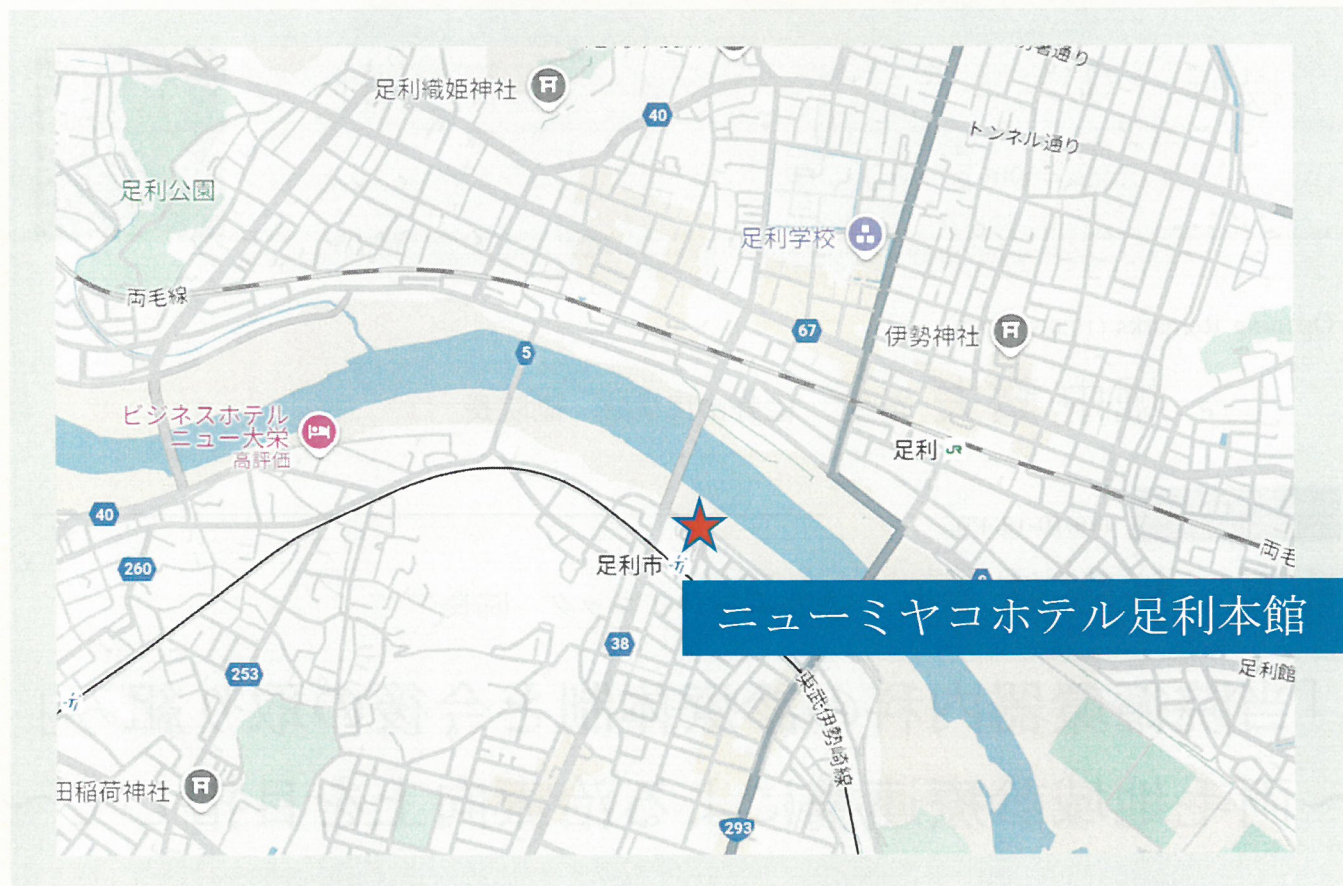 足利織姫神社
40
トンネル通り
足利公園
足利学校
両毛線
67
伊勢神社
5
ビジネスホテル
ニュー大栄
高評価
足利
JR
40
両毛
足利市
260
ニューミヤコホテル足利本館
38
253
足利館
東武伊勢崎線
田稲荷神社
293